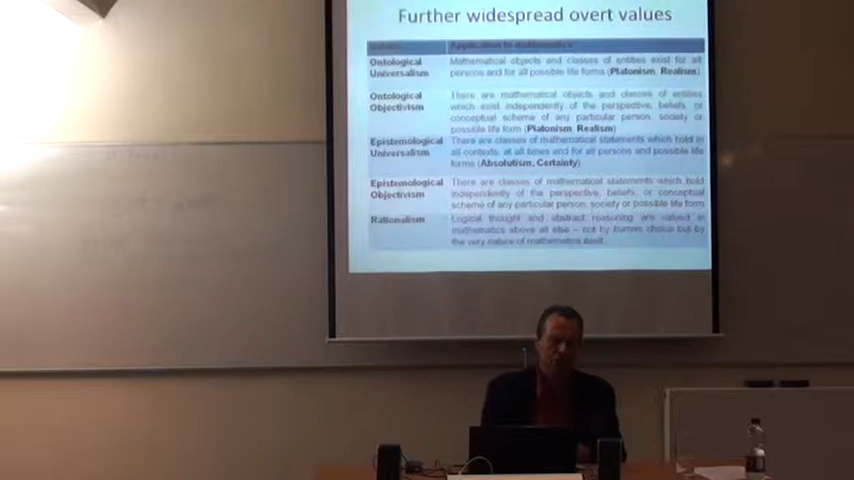 Further widespread overt values
Values Application to mathematics
Ontological Universalism
Mathematical objects and classes of entities exist for all
persons and for all possible life forms (Platonism, Realism)
Ontological Objectivism
There are mathematical objects and classes of entities
which exist independently of the perspective, beliefs, or
conceptual scheme of any particular person, society or
possible life form (Platonism, Realism)
Epistemological Universalism
There are classes of mathematical statements which hold in
all contexts, at all times and for all persons and possible life
forms (Absolutism, Certainty)
Epistemological Objectivism
There are classes of mathematical statements which hold
independently of the perspective, beliefs, or conceptual
scheme of any particular person, society or possible life form
Rationalism
Logical thought and abstract reasoning are valued in
mathematics above all else – not by human choice but by
the very nature of mathematics itself.